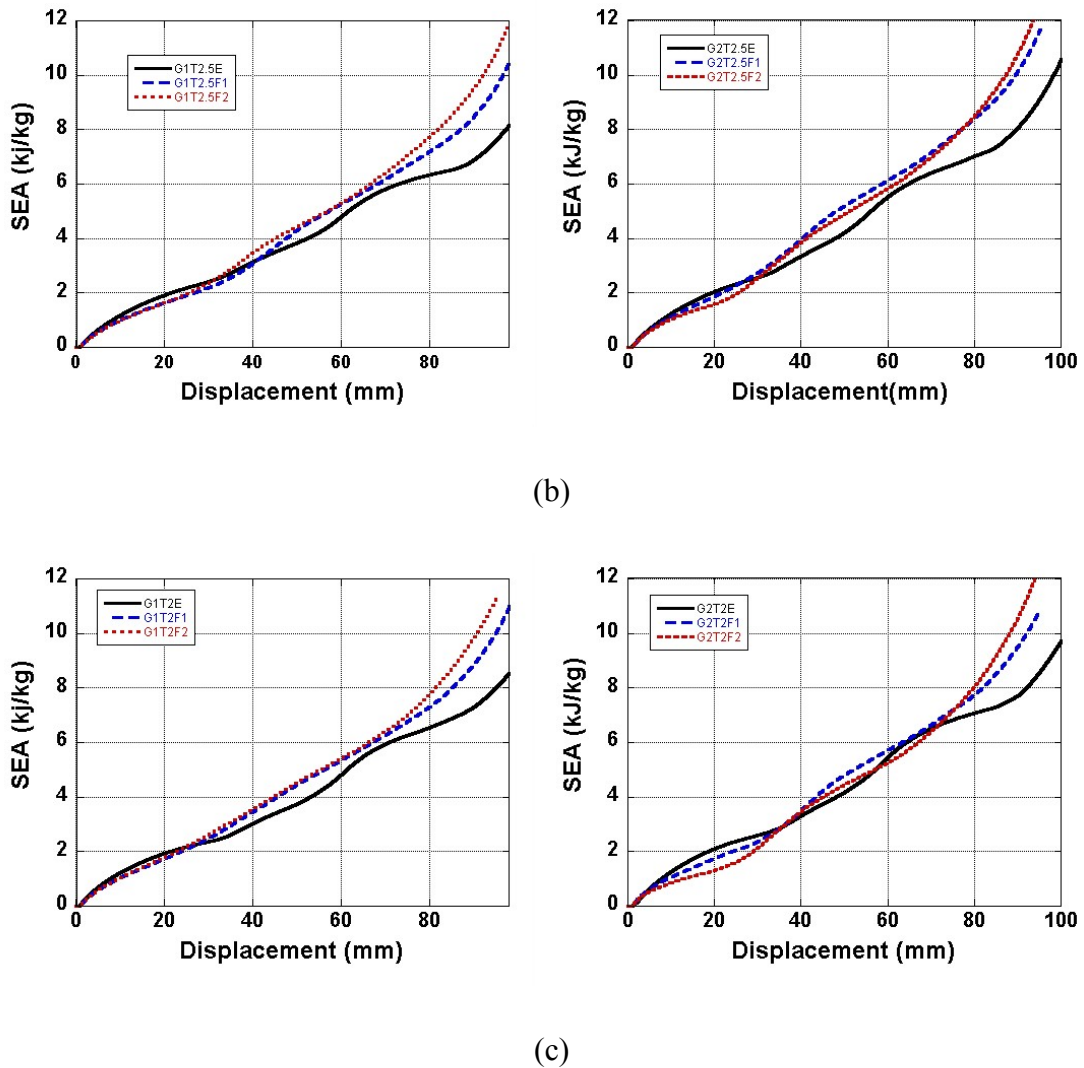 12
10
8
6
4
2
0
SEA (kj/kg)
G1T2.5E
G1T2.5F1
G1T2.5F2
0 20 40 60 80
Displacement (mm)
12
10
8
6
4
2
0
SEA (kJ/kg)
G2T2.5E
G2T2.5F1
G2T2.5F2
0 20 40 60 80 100
Displacement(mm)
(b)
12
10
8
6
4
2
0
SEA (kj/kg)
G1T2E
G1T2F1
G1T2F2
0 20 40 60 80
Displacement (mm)
12
10
8
6
4
2
0
SEA (kJ/kg)
G2T2E
G2T2F1
G2T2F2
0 20 40 60 80 100
Displacement (mm)
(c)